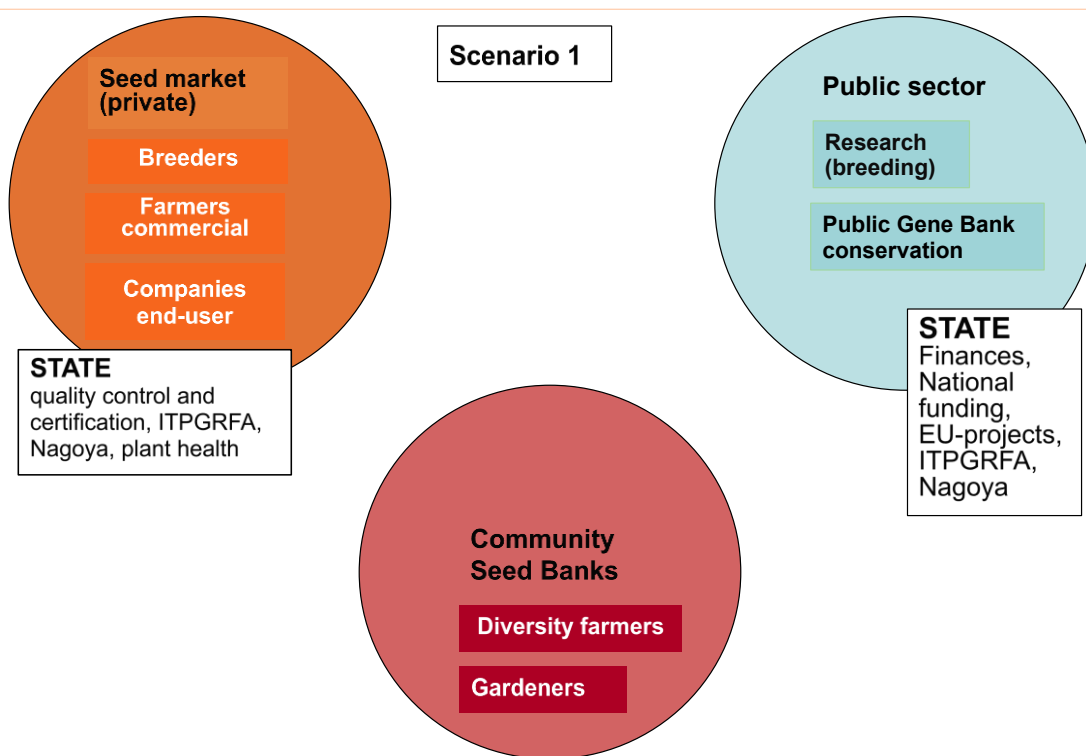 Scenario 1
Seed market
(private)
Breeders
Farmers
commercial
Companies
end-user
STATE
quality control and
certification, ITPGRFA,
Nagoya, plant health
Public sector
Research
(breeding)
Public Gene Bank
conservation
STATE
Finances,
National
funding,
EU-projects,
ITPGRFA,
Nagoya
Community
Seed Banks
Diversity farmers
Gardeners